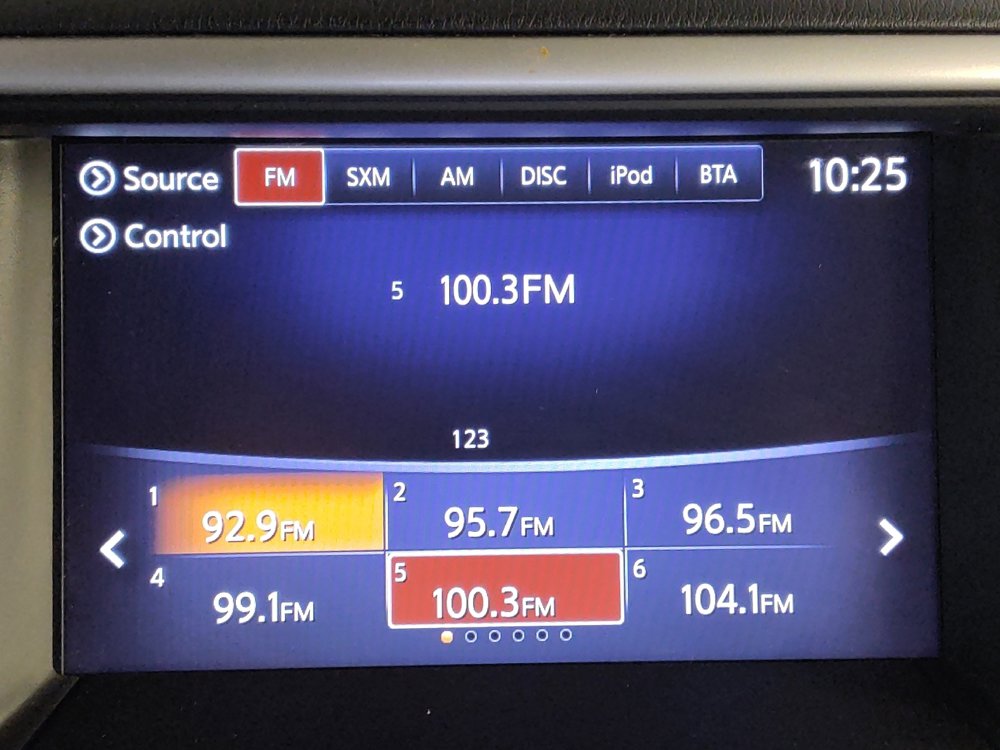 Source FM SXM AM DISC iPod BTA 10:25
Control
5 100.3FM
123
1 92.9FM 2 95.7FM 3 96.5FM
4 99.1FM 5 100.3FM 6 104.1FM